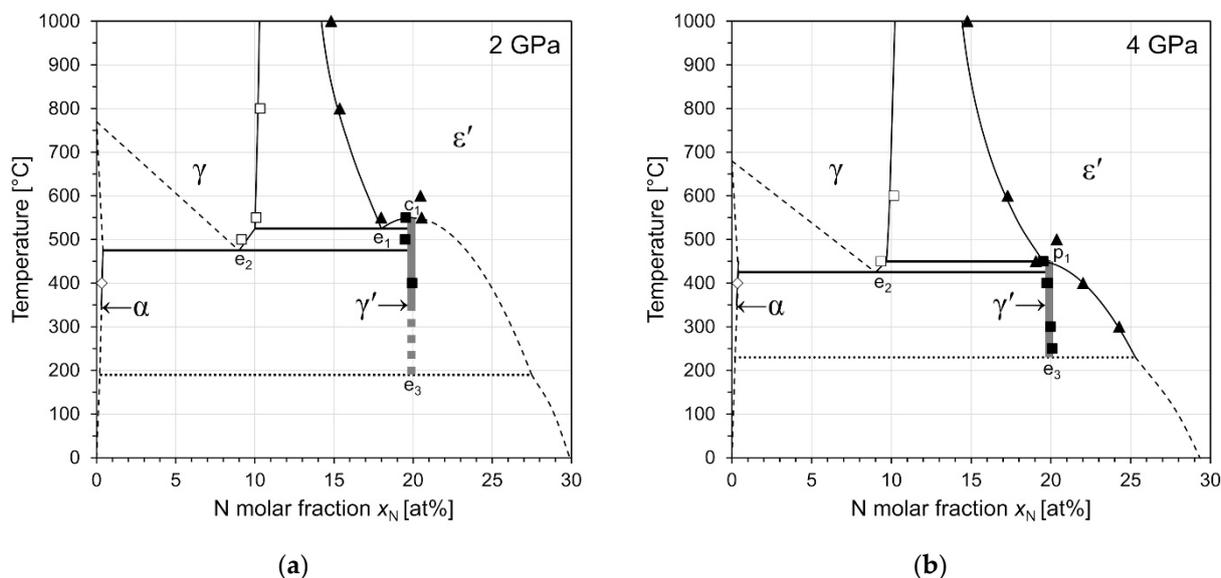 2 GPa
1000
900
800
700
600
500
400
300
200
100
0
Temperature [°C]
γ
ε′
c₁
e₁
e₂
α
γ′
e₃
0 5 10 15 20 25 30
N molar fraction xN [at%]
(a)
4 GPa
1000
900
800
700
600
500
400
300
200
100
0
Temperature [°C]
γ
ε′
p₁
e₂
α
γ′
e₃
0 5 10 15 20 25 30
N molar fraction xN [at%]
(b)